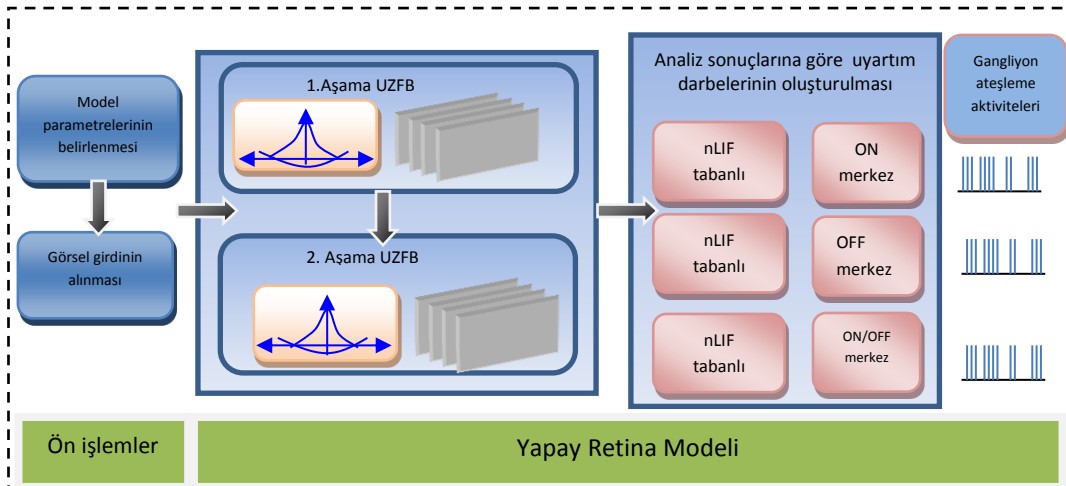 Model
parametrelerinin
belirlenmesi
Görsel girdinin
alınması
1.Aşama UZFB
2. Aşama UZFB
Analiz sonuçlarına göre uyartım
darbelerinin oluşturulması
nLIF
tabanlı
ON
merkez
nLIF
tabanlı
OFF
merkez
nLIF
tabanlı
ON/OFF
merkez
Gangliyon
ateşleme
aktiviteleri
Ön işlemler
Yapay Retina Modeli